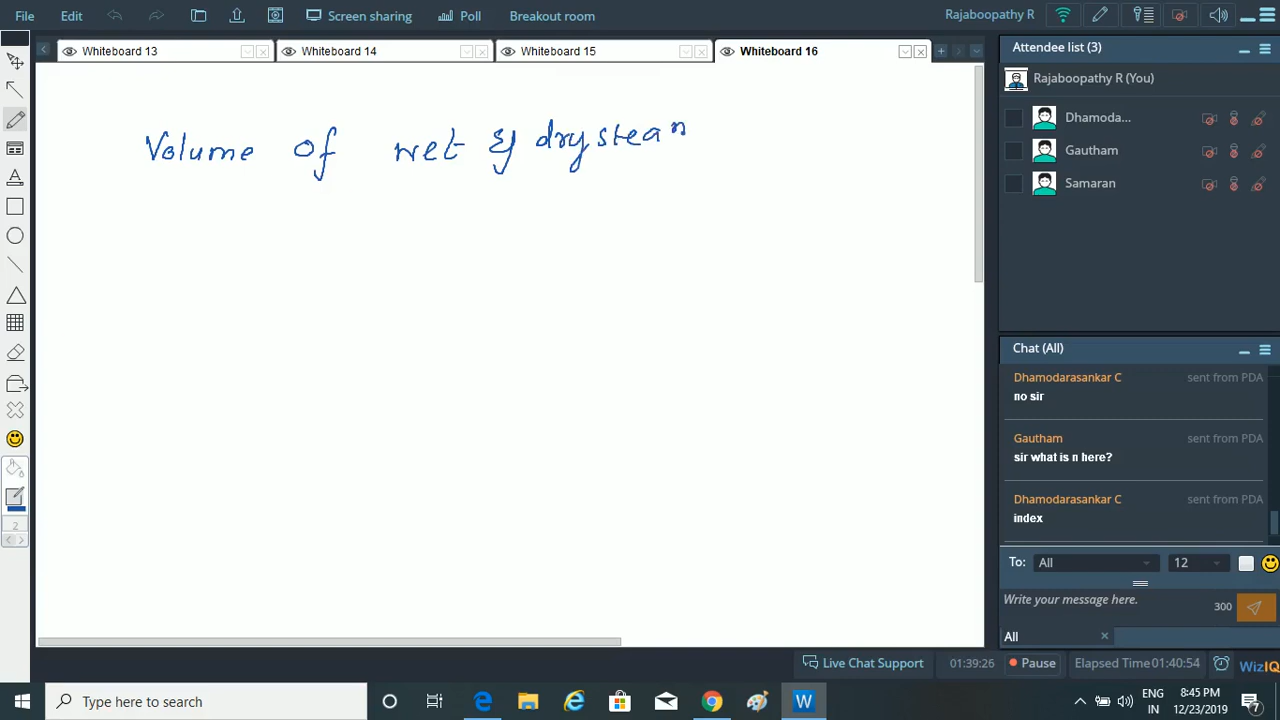 File Edit Screen sharing Poll Breakout room Rajaboopathy R
Whiteboard 13 Whiteboard 14 Whiteboard 15 Whiteboard 16
Volume of wet & dry steam
Attendee list (3)
Rajaboopathy R (You)
Dhamoda...
Gautham
Samaran
Chat (All)
Dhamodarasankar C sent from PDA
no sir
Gautham sent from PDA
sir what is n here?
Dhamodarasankar C sent from PDA
index
To: All 12
Write your message here. 300
All
2
Live Chat Support 01:39:26 Pause Elapsed Time 01:40:54 WizIQ
Type here to search
ENG 8:45 PM
IN 12/23/2019 7